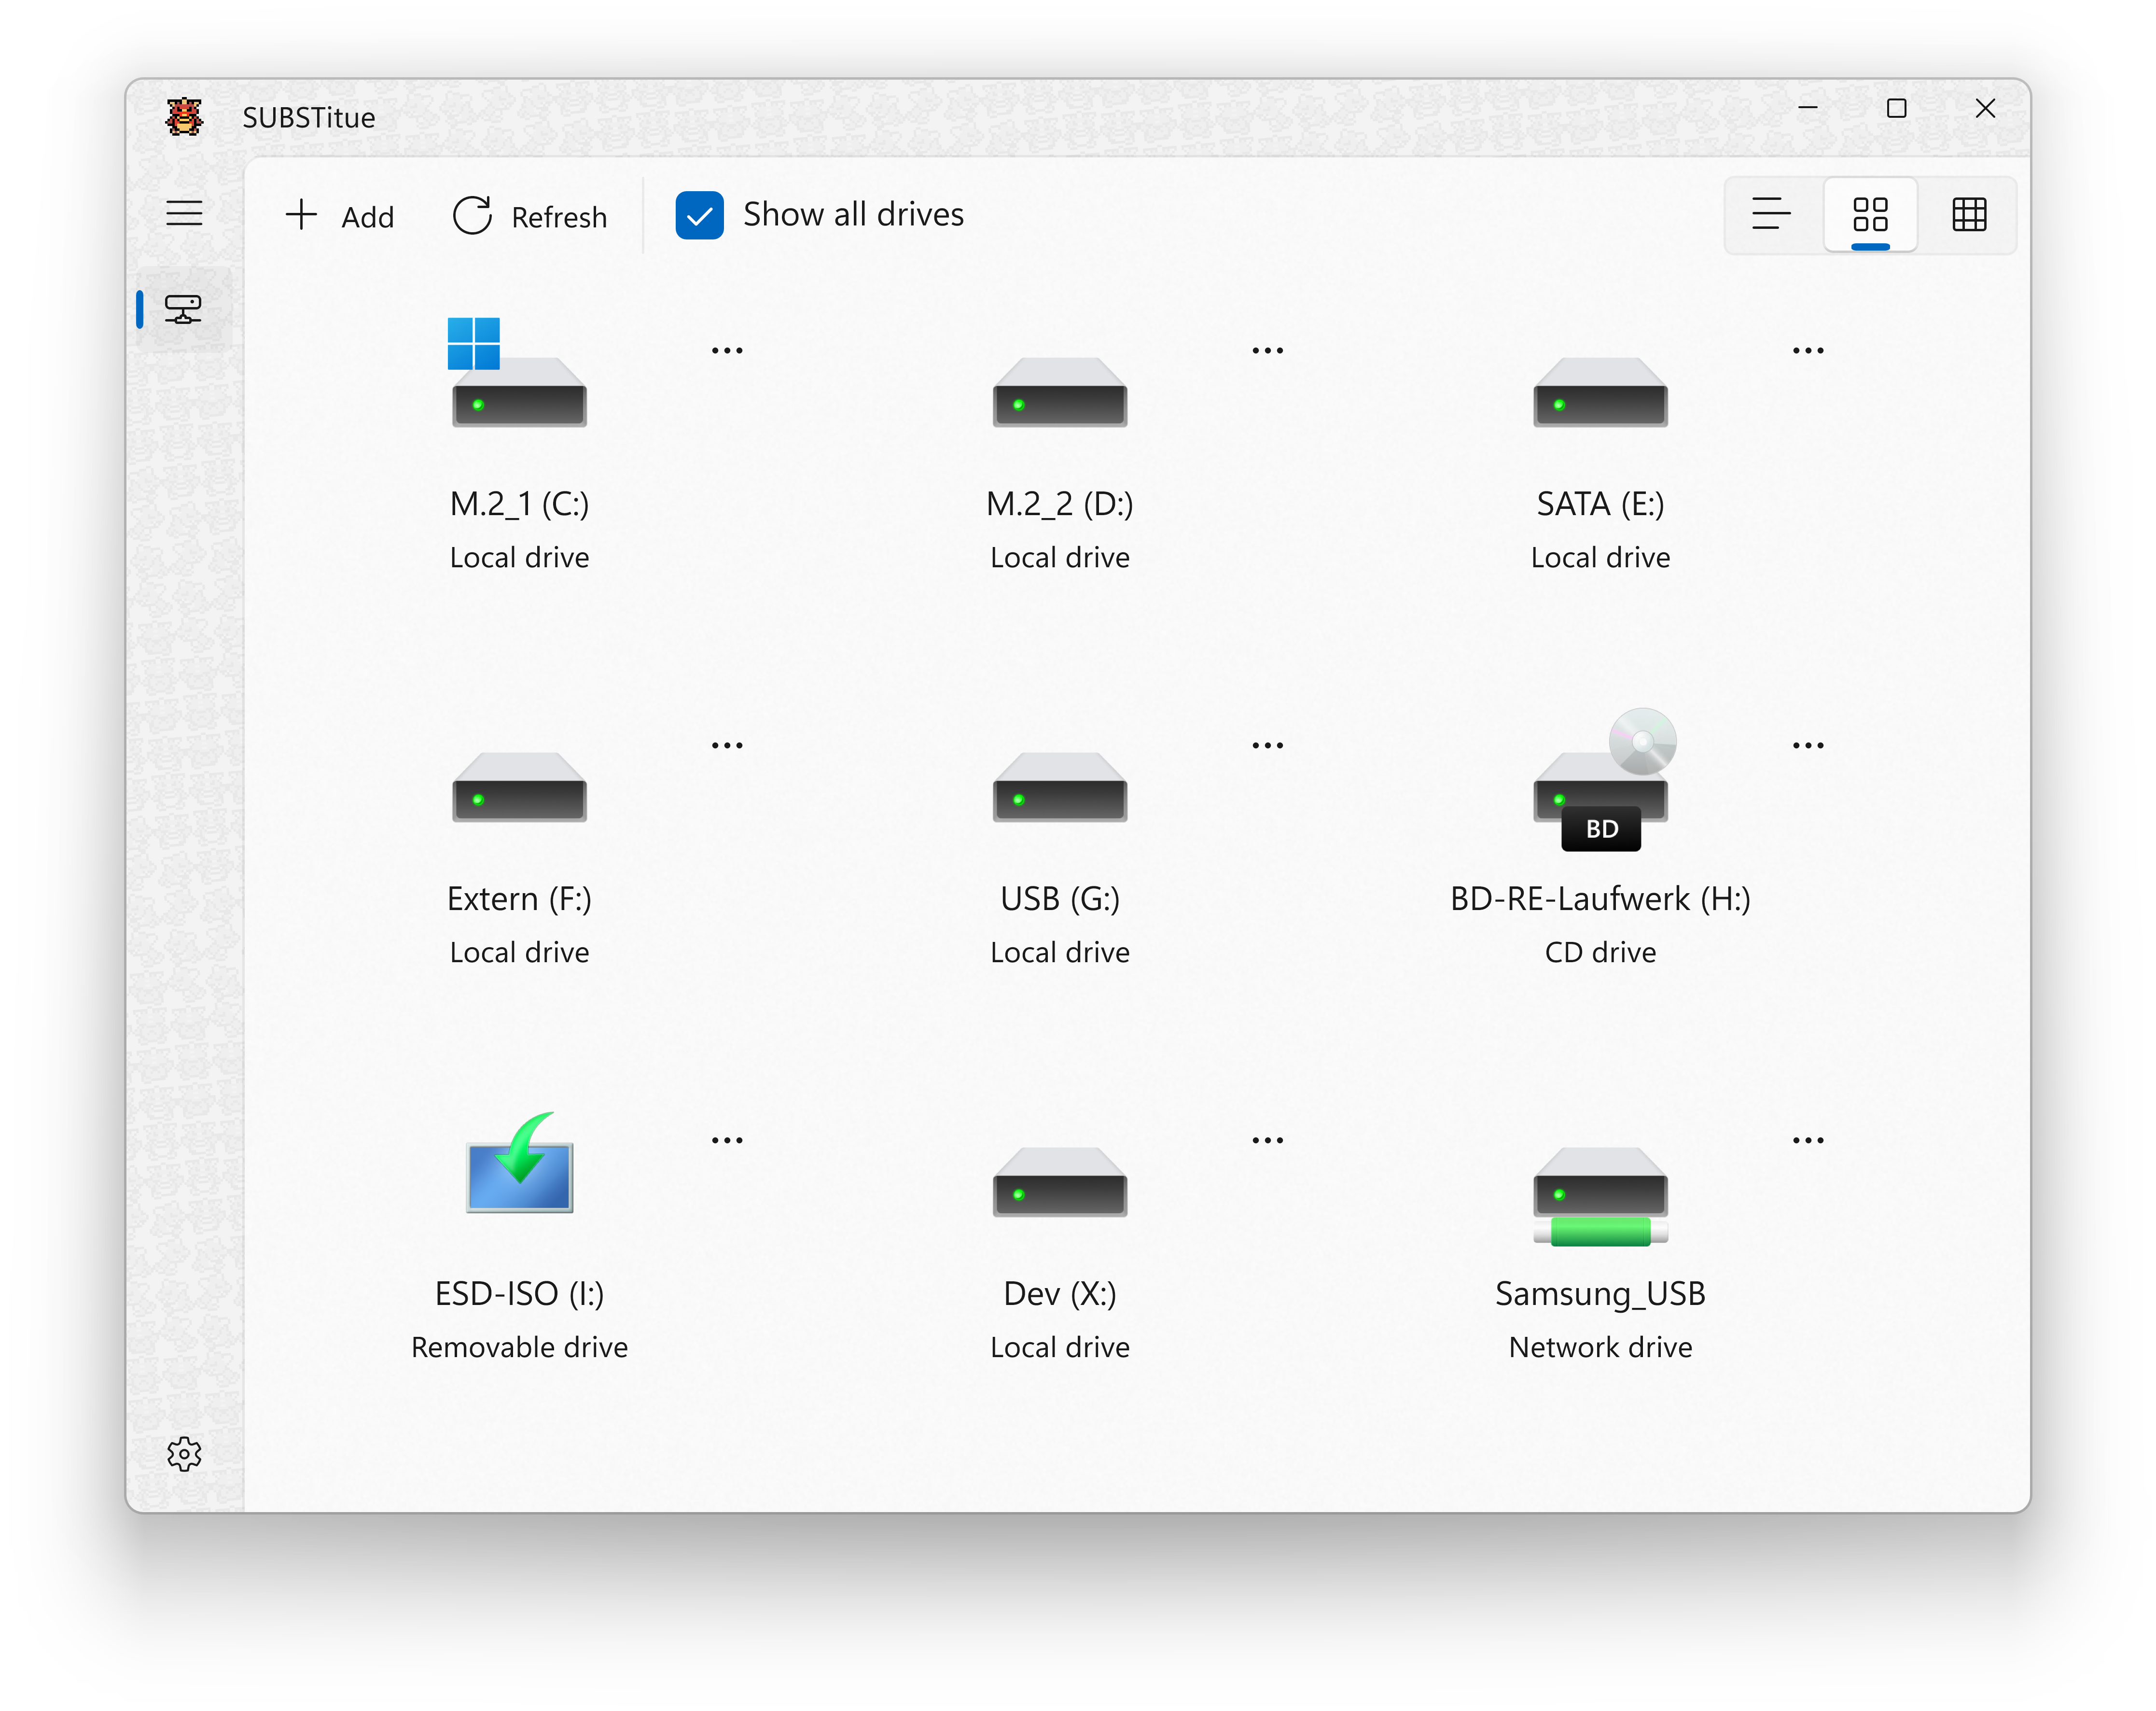 SUBSTitue
Add
Refresh
Show all drives
M.2_1 (C:)
Local drive
M.2_2 (D:)
Local drive
SATA (E:)
Local drive
Extern (F:)
Local drive
USB (G:)
Local drive
BD
BD-RE-Laufwerk (H:)
CD drive
ESD-ISO (I:)
Removable drive
Dev (X:)
Local drive
Samsung_USB
Network drive